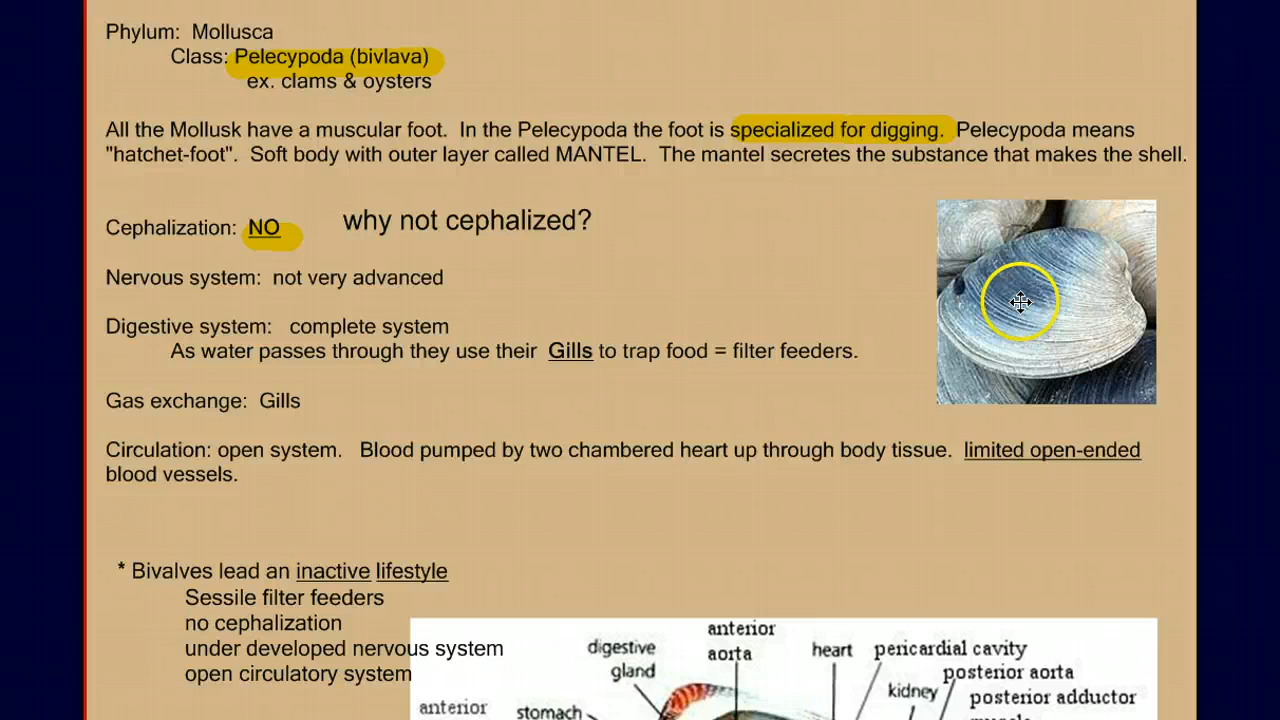 Phylum: Mollusca
Class: Pelecypoda (bivlava)
ex. clams & oysters
All the Mollusk have a muscular foot. In the Pelecypoda the foot is specialized for digging. Pelecypoda means
"hatchet-foot". Soft body with outer layer called MANTEL. The mantel secretes the substance that makes the shell.
Cephalization: NO
why not cephalized?
Nervous system: not very advanced
Digestive system: complete system
As water passes through they use their Gills to trap food = filter feeders.
Gas exchange: Gills
Circulation: open system. Blood pumped by two chambered heart up through body tissue. limited open-ended
blood vessels.
* Bivalves lead an inactive lifestyle
Sessile filter feeders
no cephalization
under developed nervous system
open circulatory system
digestive
gland
anterior
aorta
heart
pericardial cavity
posterior aorta
kidney
posterior adductor
anterior
stomach